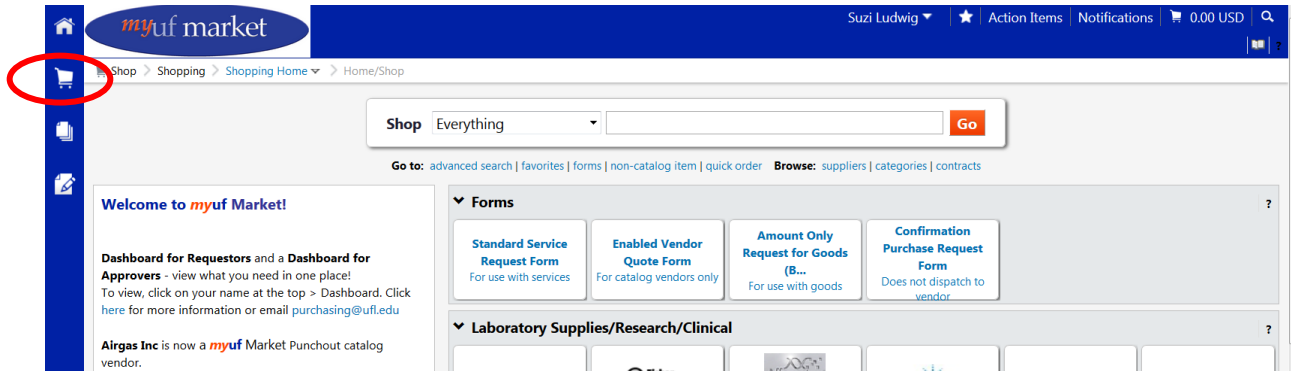 myuf market
Suzi Ludwig Action Items Notifications 0.00 USD
?
Shop > Shopping > Shopping Home > Home/Shop
Shop Everything Go
Go to: advanced search | favorites | forms | non-catalog item | quick order Browse: suppliers | categories | contracts
Welcome to myuf Market!
Dashboard for Requestors and a Dashboard for
Approvers - view what you need in one place!
To view, click on your name at the top > Dashboard. Click
here for more information or email purchasing@ufl.edu
Airgas Inc is now a myuf Market Punchout catalog
vendor.
Forms ?
Standard Service
Request Form
For use with services
Enabled Vendor
Quote Form
For catalog vendors only
Amount Only
Request for Goods
(B...
For use with goods
Confirmation
Purchase Request
Form
Does not dispatch to
vendor
Laboratory Supplies/Research/Clinical ?